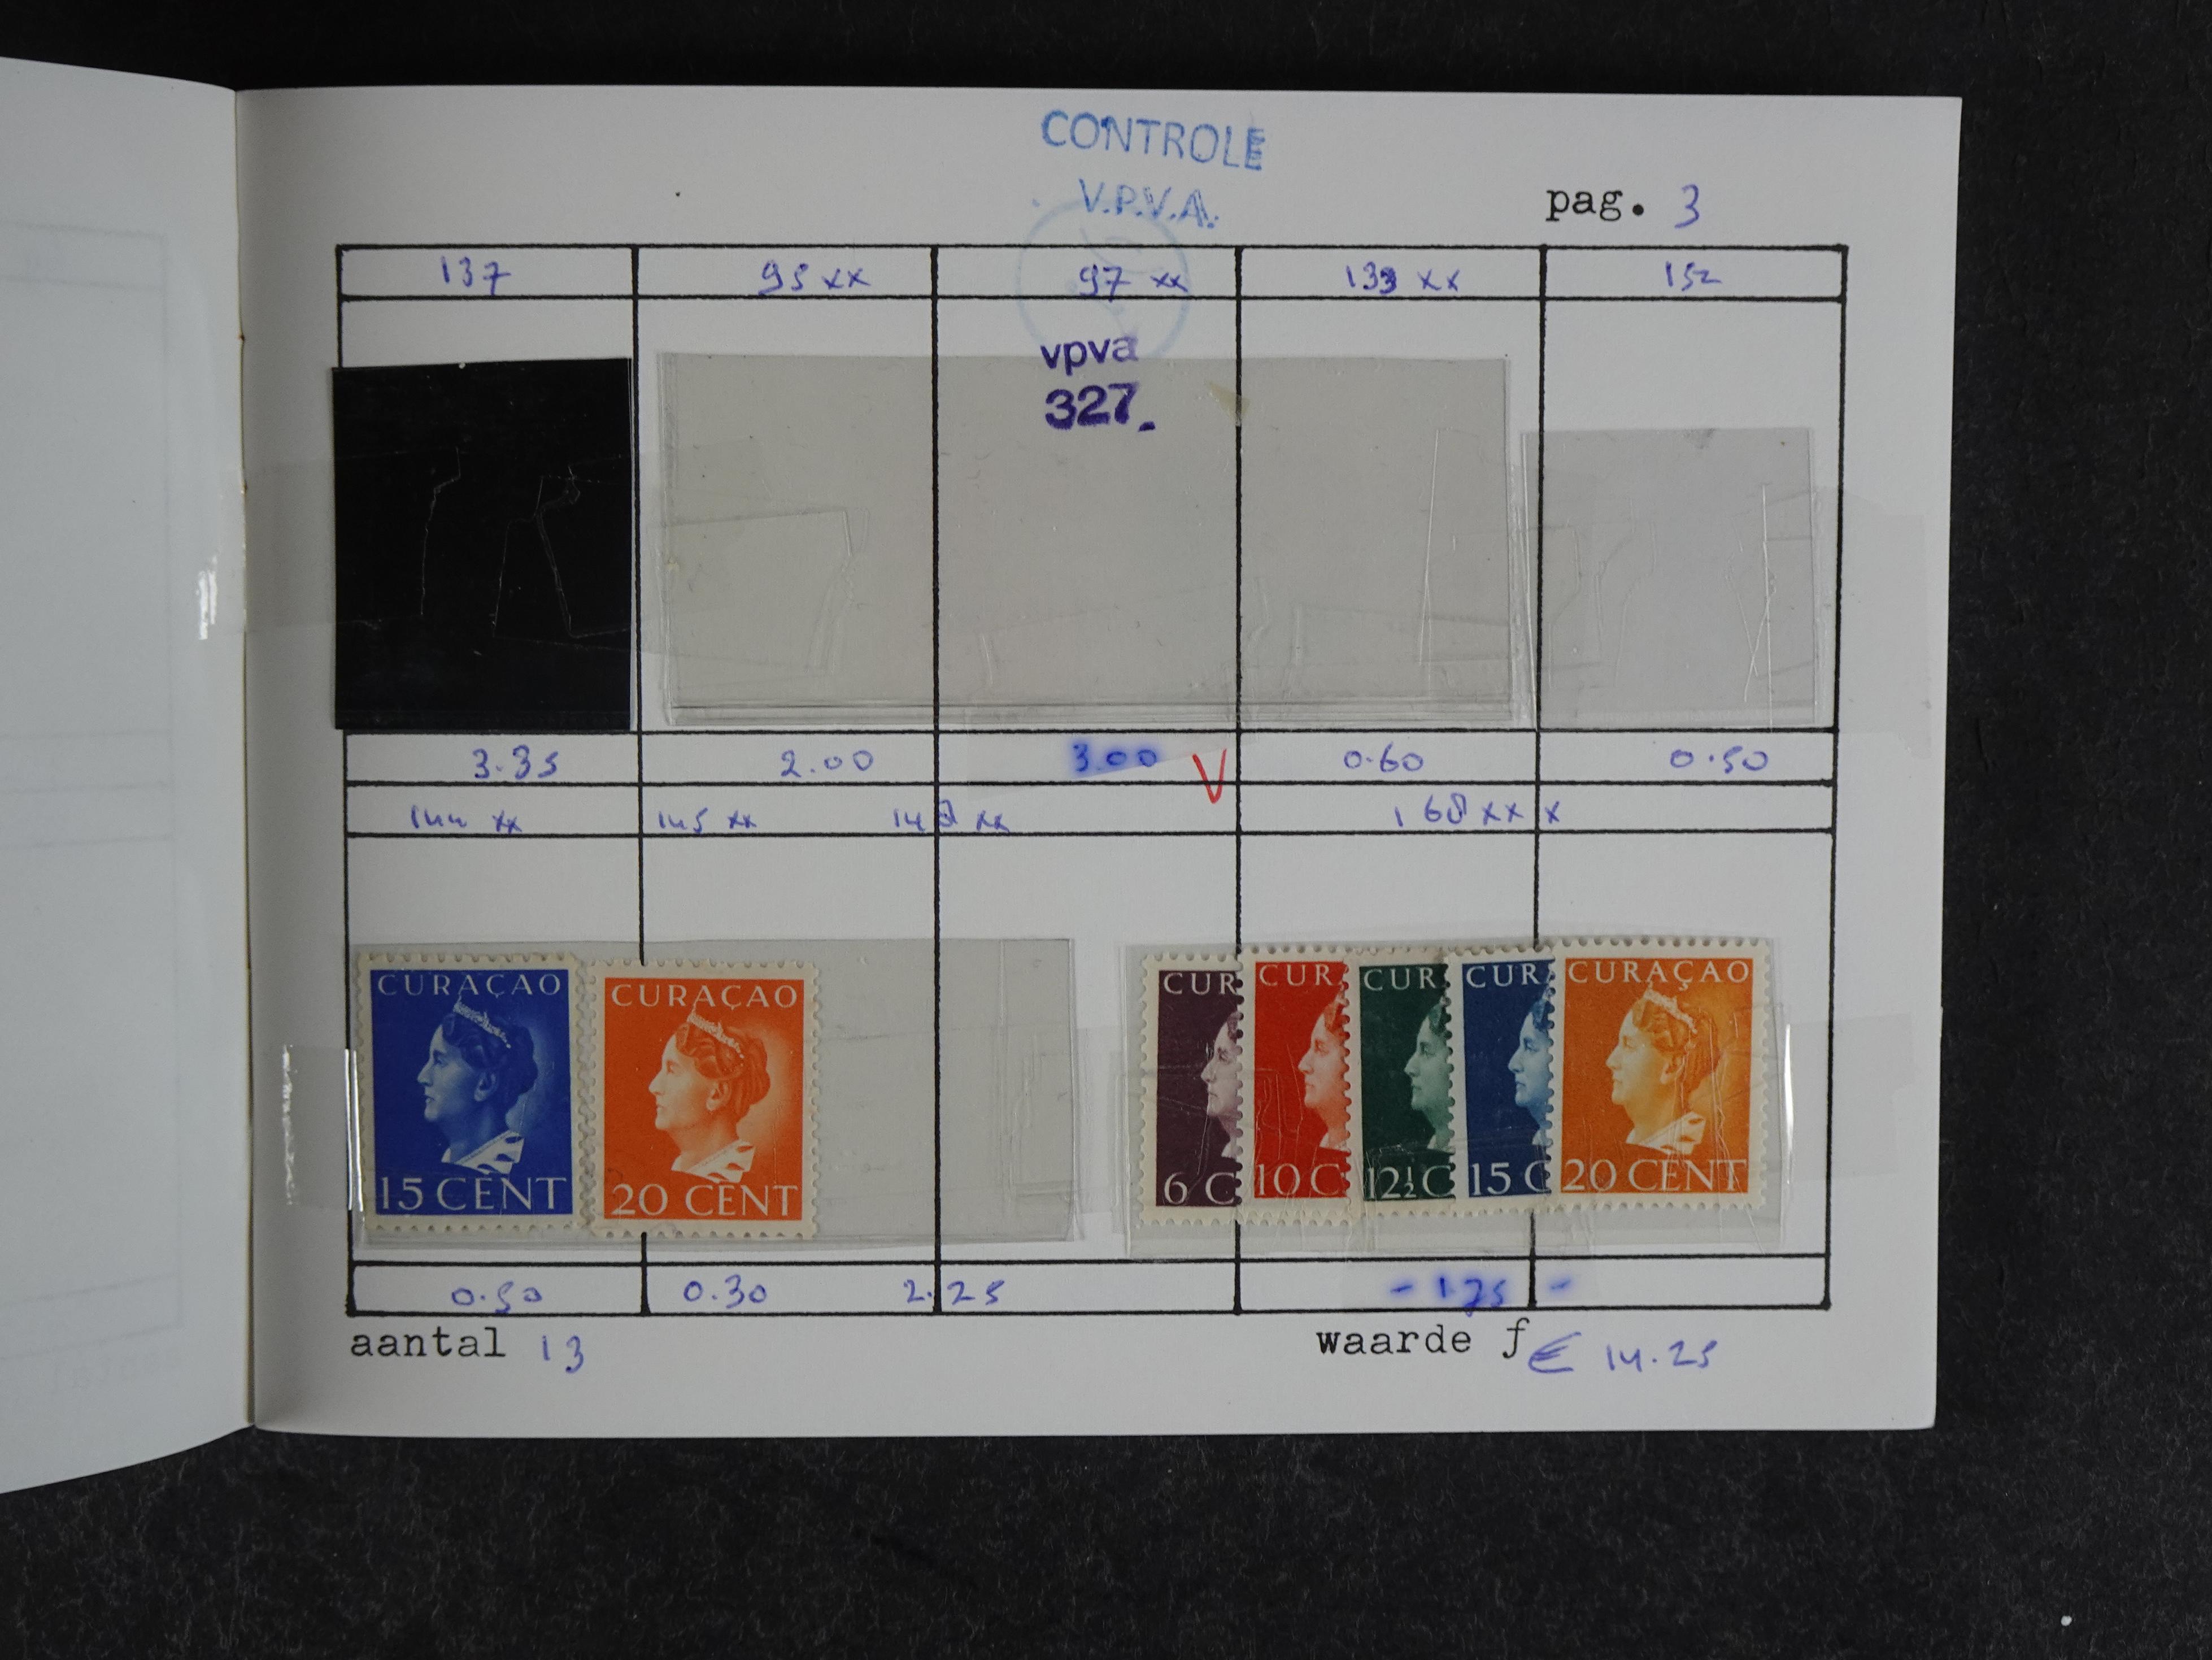 CONTROLE
V.P.V.A.
pag. 3
137 95 xx 97 xx 133 xx 152
vpva
327
3.35 2.00 3.00 V 0.60 0.50
144 xx 145 xx xx 168 xx x
CURAÇAO CURAÇAO CUR CUR CUR CUR CURAÇAO
15 CENT 20 CENT 6 C 10 C 12½ C 15 C 20 CENT
0.50 0.30 2.25 - 1.75 -
aantal 13 waarde ƒ € 14.25